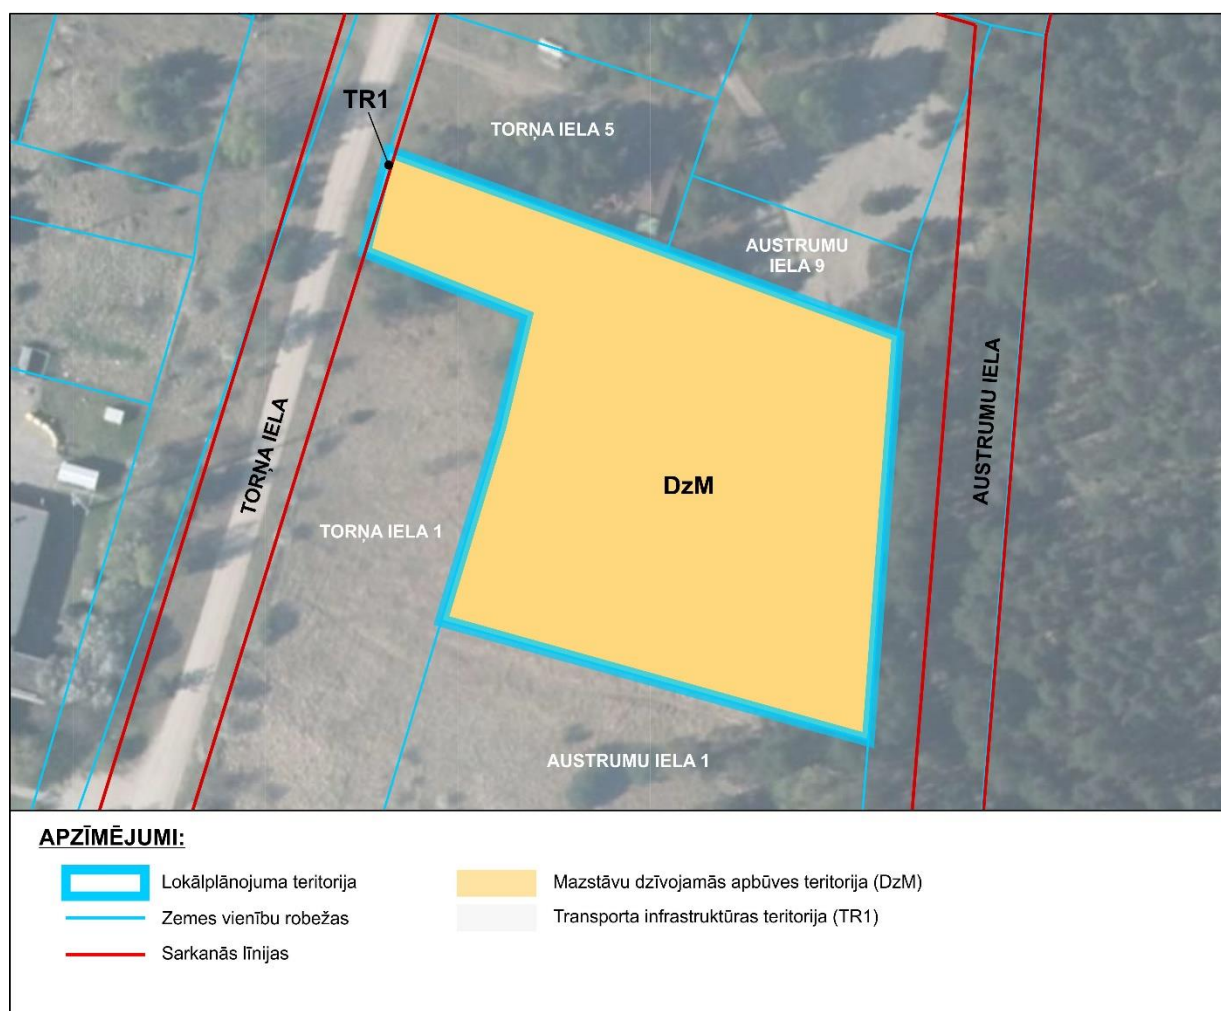 TR1
TORŅA IELA 5
AUSTRUMU
IELA 9
TORŅA IELA
AUSTRUMU IELA
DzM
TORŅA IELA 1
AUSTRUMU IELA 1
APZĪMĒJUMI:
Lokālplānojuma teritorija
Zemes vienību robežas
Sarkanās līnijas
Mazstāvu dzīvojamās apbūves teritorija (DzM)
Transporta infrastruktūras teritorija (TR1)